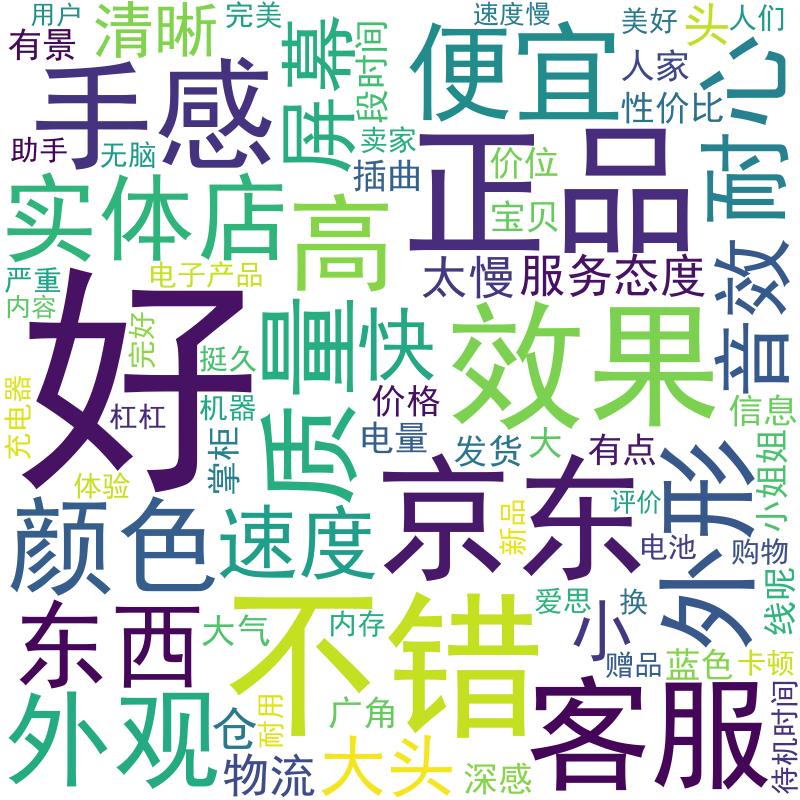 用户
清晰
完美
速度慢
美好
头
人们
有景
手感
屏幕
段时间
便宜
人家
耐心
性价比
助手
无脑
卖家
正品
插曲
价位
宝贝
实体店
高
严重
电子产品
太慢
服务态度
音效
内容
好
完好
质量
快
效果
挺久
充电器
杠杠
机器
价格
信息
掌柜
电量
发货
大
有点
外形
小姐姐
体验
京东
新品
评价
颜色
速度
电池
购物
东西
不错
大气
内存
爱思
换
小
线呢
赠品
蓝色
卡顿
外观
仓
耐用
广角
客服
待机时间
物流
大头
深感